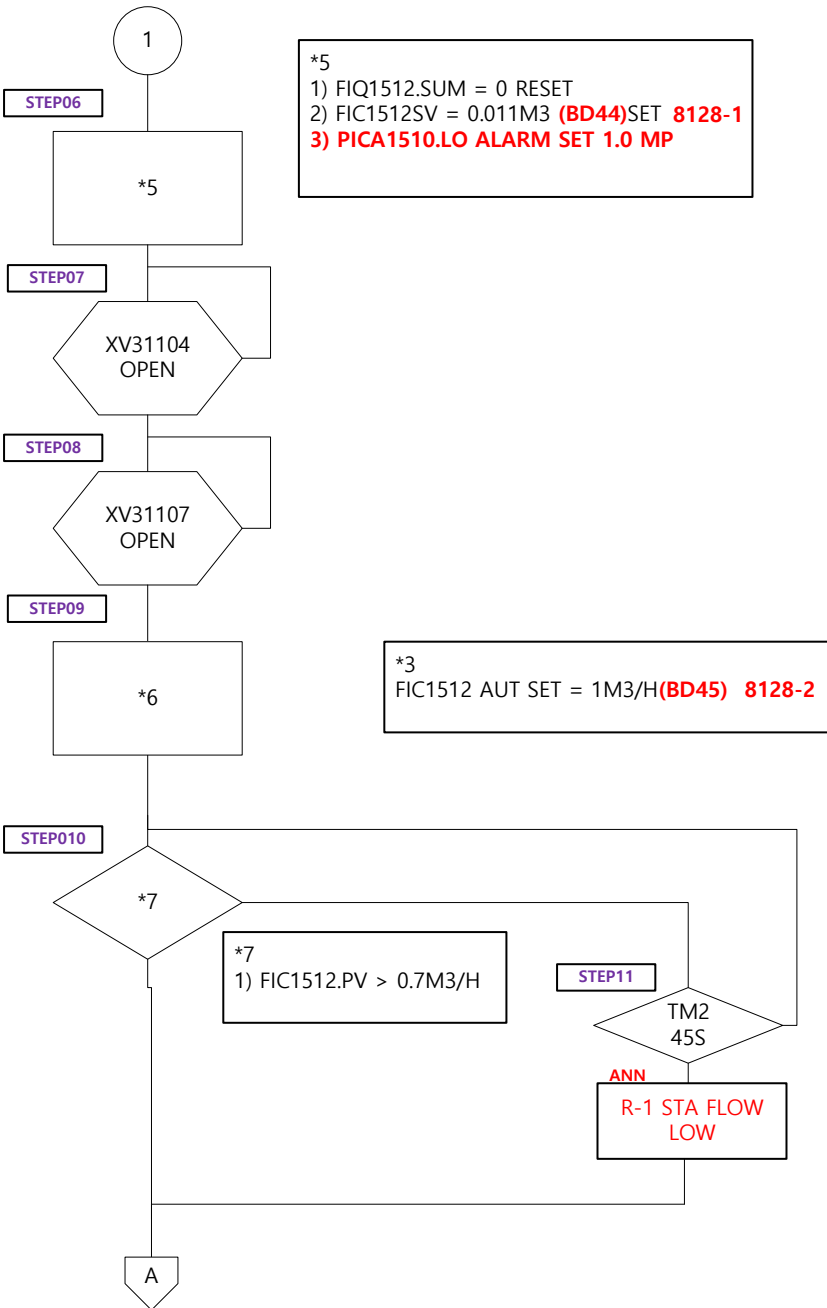 1
*5
1) FIQ1512.SUM = 0 RESET
2) FIC1512SV = 0.011M3 (BD44)SET 8128-1
3) PICA1510.LO ALARM SET 1.0 MP
STEP06
*5
STEP07
XV31104
OPEN
STEP08
XV31107
OPEN
STEP09
*6
*3
FIC1512 AUT SET = 1M3/H(BD45) 8128-2
STEP010
*7
*7
1) FIC1512.PV > 0.7M3/H
STEP11
TM2
45S
ANN
R-1 STA FLOW
LOW
A